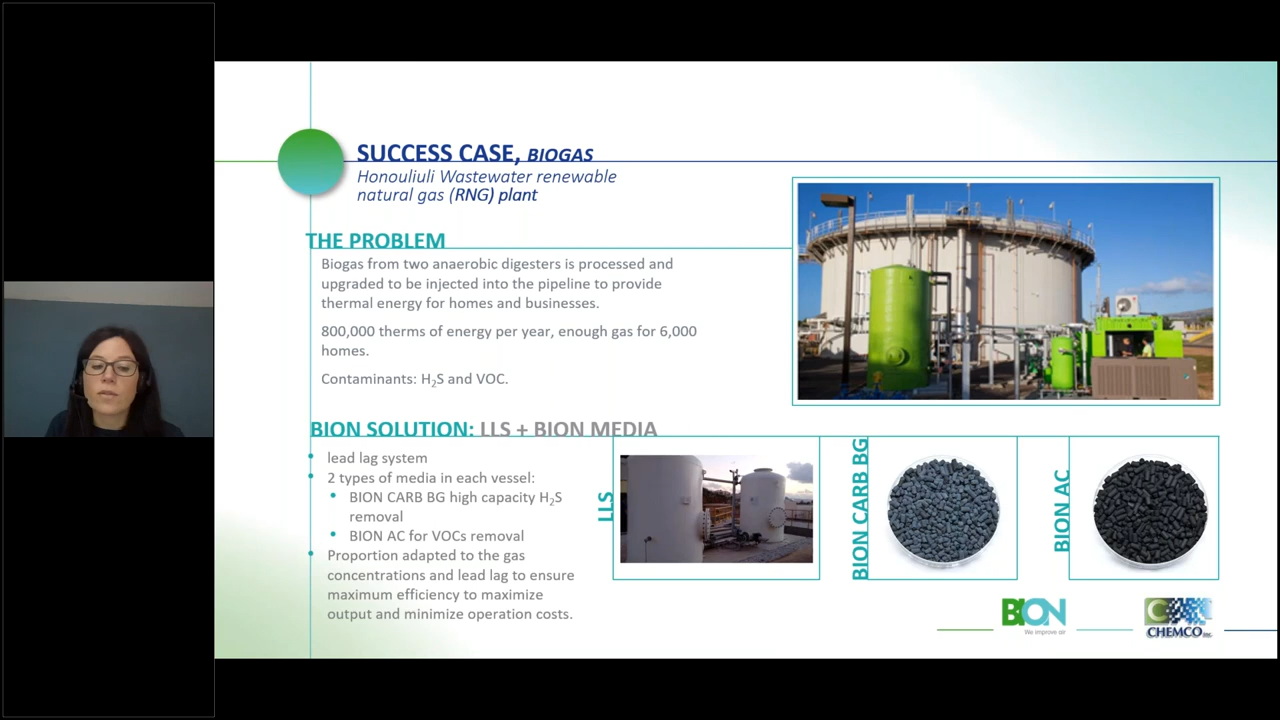 SUCCESS CASE, BIOGAS
Honouliuli Wastewater renewable
natural gas (RNG) plant
THE PROBLEM
Biogas from two anaerobic digesters is processed and
upgraded to be injected into the pipeline to provide
thermal energy for homes and businesses.
800,000 therms of energy per year, enough gas for 6,000
homes.
Contaminants: H₂S and VOC.
BION SOLUTION: LLS + BION MEDIA
• lead lag system
• 2 types of media in each vessel:
• BION CARB BG high capacity H₂S
removal
• BION AC for VOCs removal
• Proportion adapted to the gas
concentrations and lead lag to ensure
maximum efficiency to maximize
output and minimize operation costs.
LLS
BION CARB BG
BION AC
BION
We improve air
CHEMCO inc.